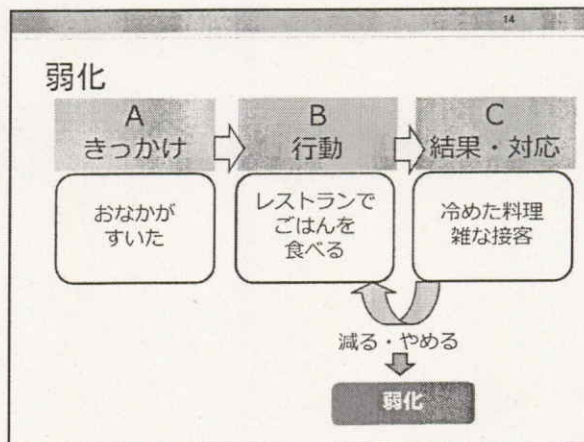 14
弱化
A
きっかけ
B
行動
C
結果・対応
おなかが
すいた
レストランで
ごはんを
食べる
冷めた料理
雑な接客
減る・やめる
弱化